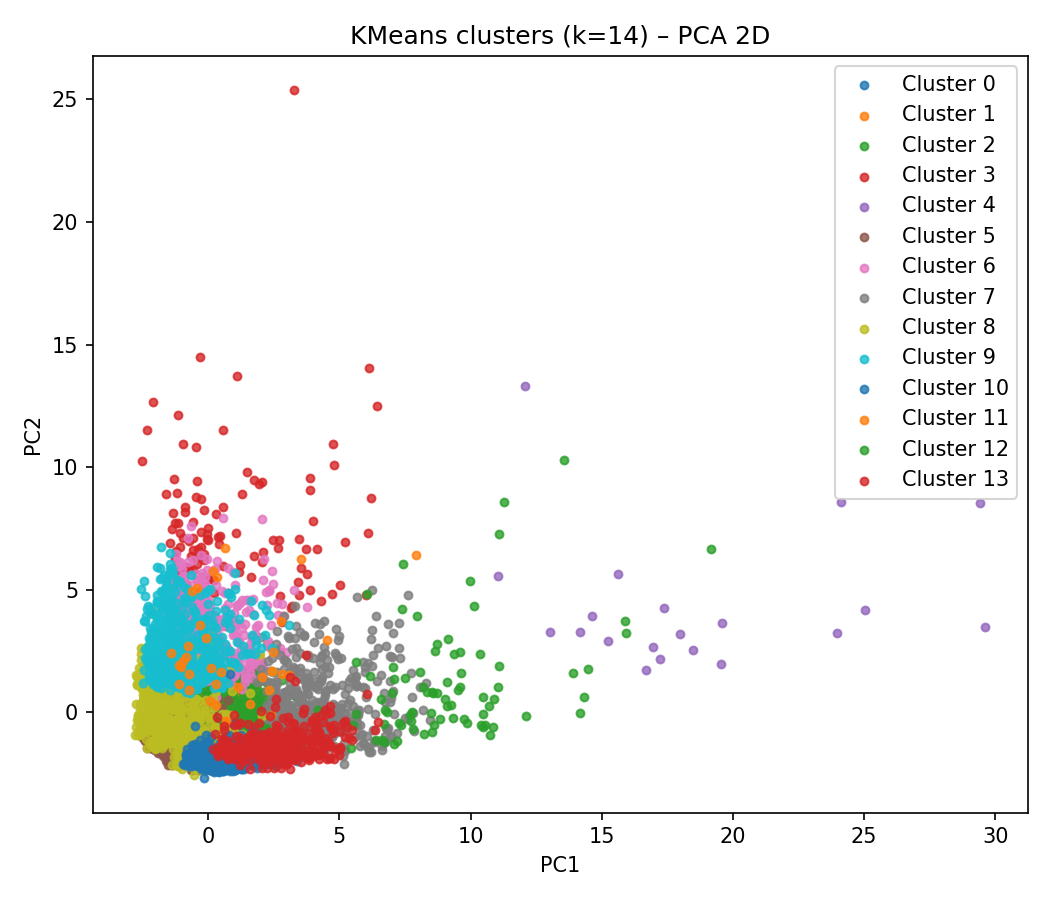 KMeans clusters (k=14) – PCA 2D
Cluster 0
Cluster 1
Cluster 2
Cluster 3
Cluster 4
Cluster 5
Cluster 6
Cluster 7
Cluster 8
Cluster 9
Cluster 10
Cluster 11
Cluster 12
Cluster 13
25
20
15
10
5
0
PC2
0 5 10 15 20 25 30
PC1